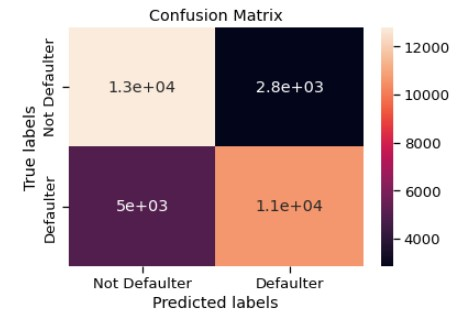 Confusion Matrix
True labels
Not Defaulter
Defaulter
1.3e+04 2.8e+03
5e+03 1.1e+04
Not Defaulter Defaulter
Predicted labels
12000
10000
8000
6000
4000